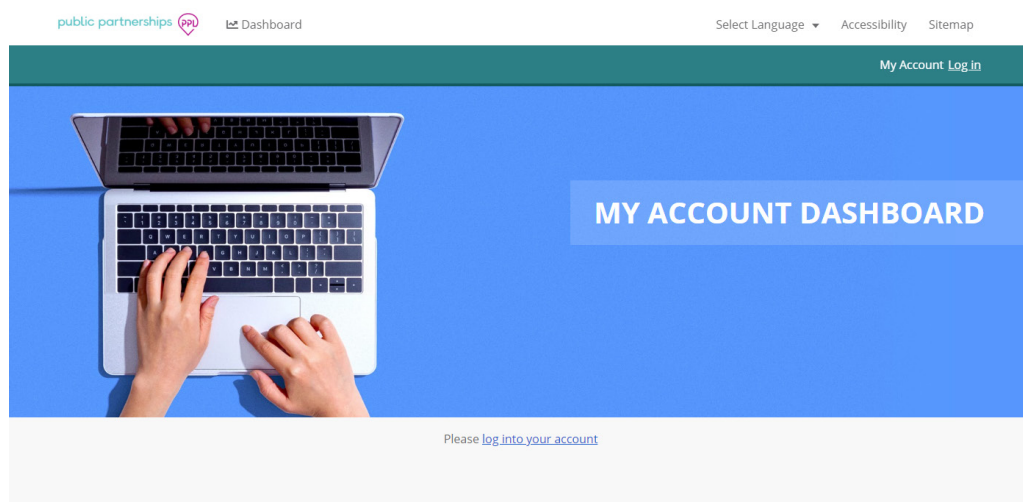 public partnerships PPL Dashboard Select Language Accessibility Sitemap
My Account Log in
MY ACCOUNT DASHBOARD
Please log into your account